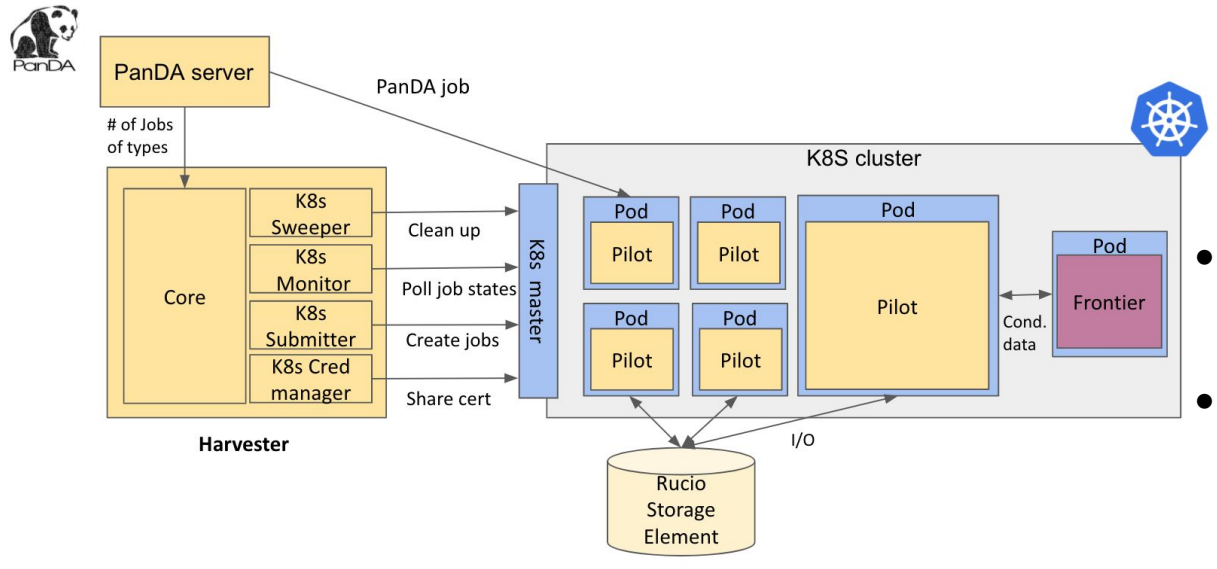 PanDA
PanDA server
PanDA job
# of Jobs
of types
K8S cluster
Core
K8s
Sweeper
K8s
Monitor
K8s
Submitter
K8s Cred
manager
Harvester
Clean up
Poll job states
Create jobs
Share cert
K8s master
Pod
Pilot
Pod
Pilot
Pod
Pilot
Pod
Pilot
Pod
Pilot
Cond.
data
Pod
Frontier
I/O
Rucio
Storage
Element